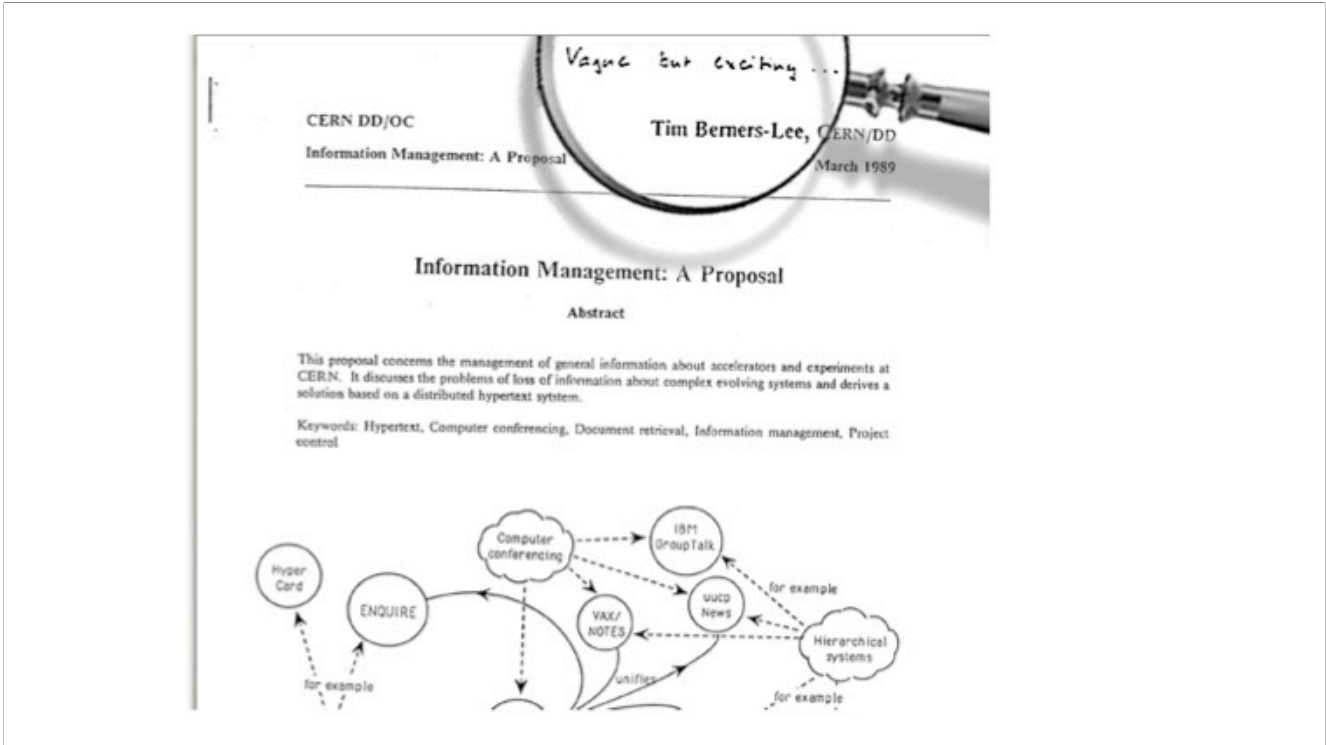 Vague but exciting ...
CERN DD/OC
Tim Berners-Lee, CERN/DD
Information Management: A Proposal
March 1989
Information Management: A Proposal
Abstract
This proposal concerns the management of general information about accelerators and experiments at
CERN. It discusses the problems of loss of information about complex evolving systems and derives a
solution based on a distributed hypertext sytstem.
Keywords: Hypertext, Computer conferencing, Document retrieval, Information management, Project
control
Computer
conferencing
IBM
GroupTalk
Hyper
Card
ENQUIRE
VAX/
NOTES
uucp
News
for example
Hierarchical
systems
unifies
for example
for example